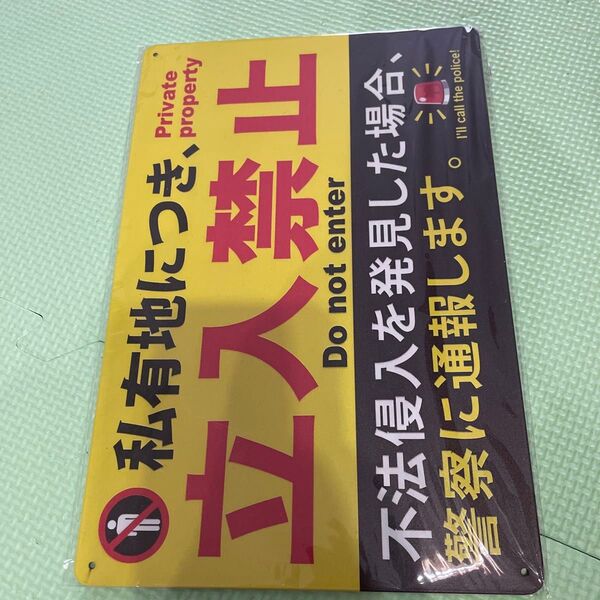 私有地につき、
Private
property
立入禁止
Do not enter
不法侵入を発見した場合、
警察に通報します。
I'll call the police!